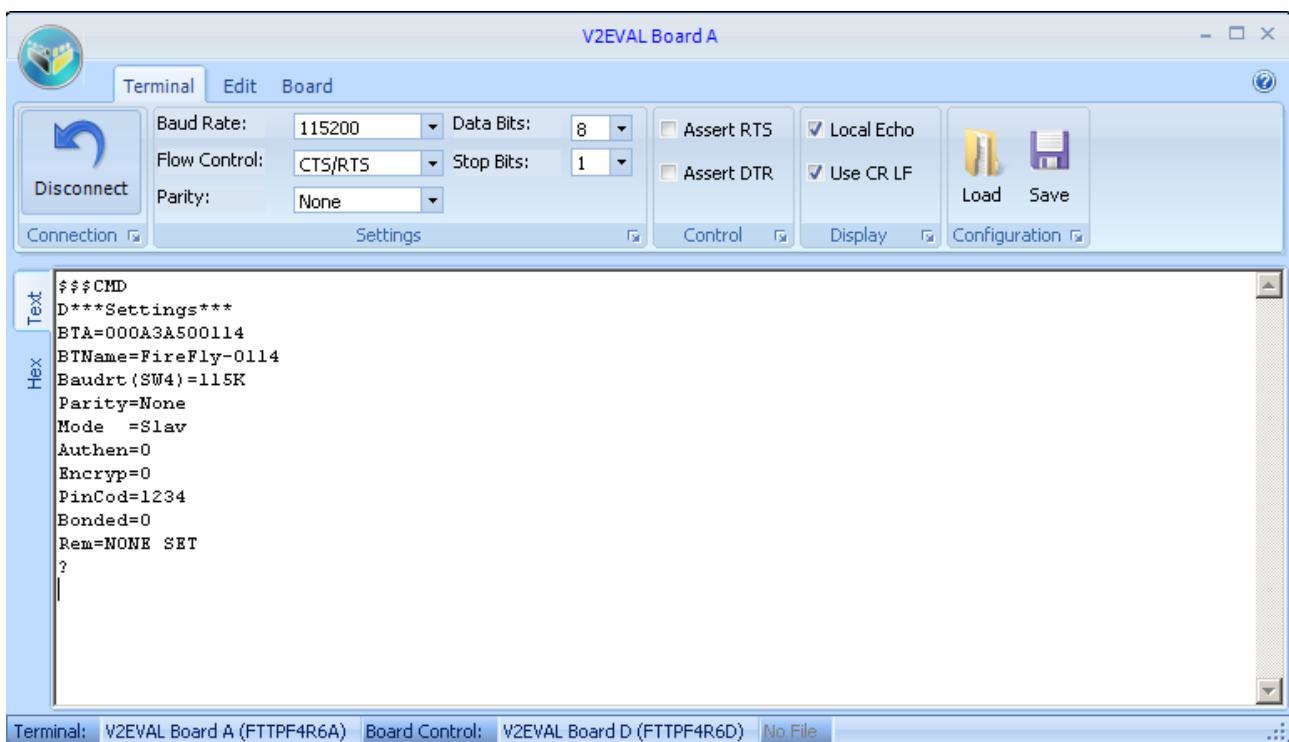 V2EVAL Board A
Terminal Edit Board
Disconnect
Connection
Baud Rate: 115200 Data Bits: 8
Flow Control: CTS/RTS Stop Bits: 1
Parity: None
Settings
Assert RTS
Assert DTR
Control
Local Echo
Use CR LF
Display
Load Save
Configuration
Text
Hex
$$$CMD
D***Settings***
BTA=000A3A500114
BTName=FireFly-0114
Baudrt(SW4)=115K
Parity=None
Mode  =Slav
Authen=0
Encryp=0
PinCod=1234
Bonded=0
Rem=NONE SET
?
Terminal: V2EVAL Board A (FTTPF4R6A) Board Control: V2EVAL Board D (FTTPF4R6D) No File